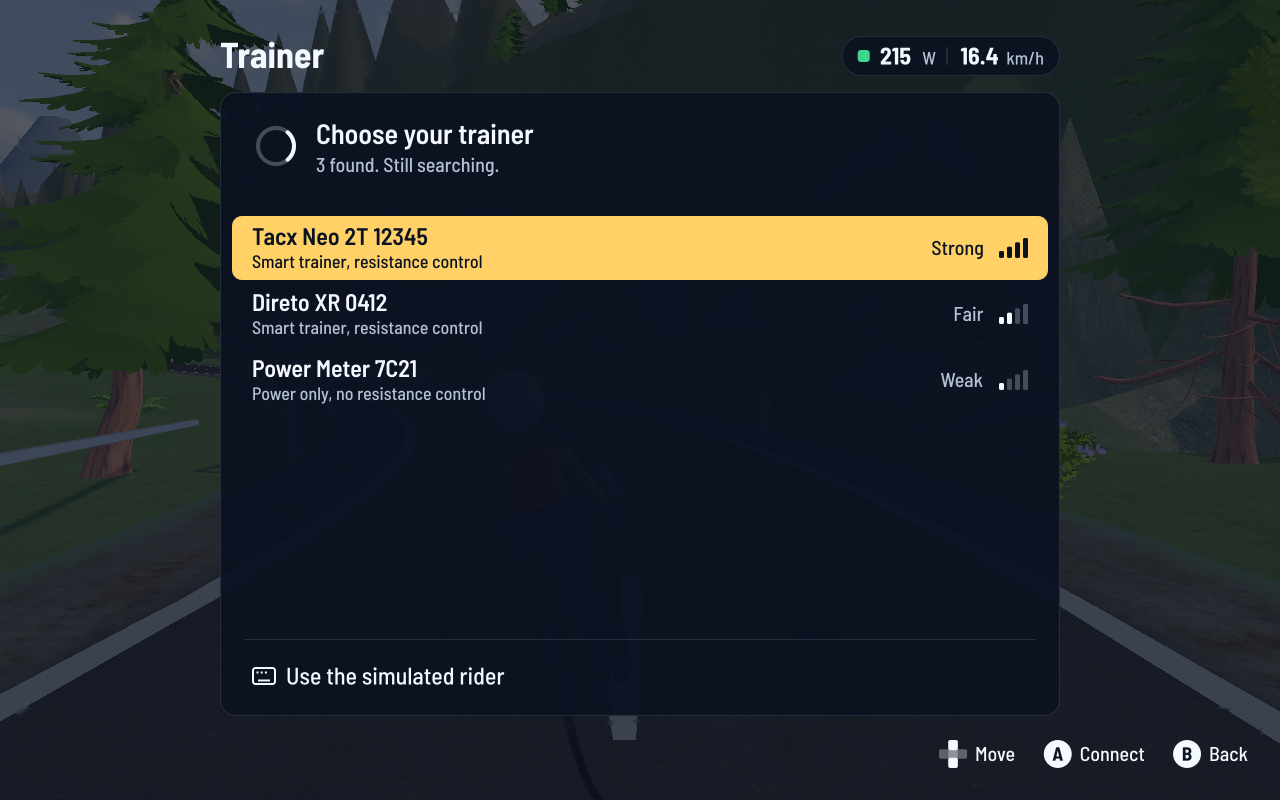 Trainer
215 W 16.4 km/h
Choose your trainer
3 found. Still searching.
Tacx Neo 2T 12345
Smart trainer, resistance control
Strong
Direto XR 0412
Smart trainer, resistance control
Fair
Power Meter 7C21
Power only, no resistance control
Weak
Use the simulated rider
Move A Connect B Back